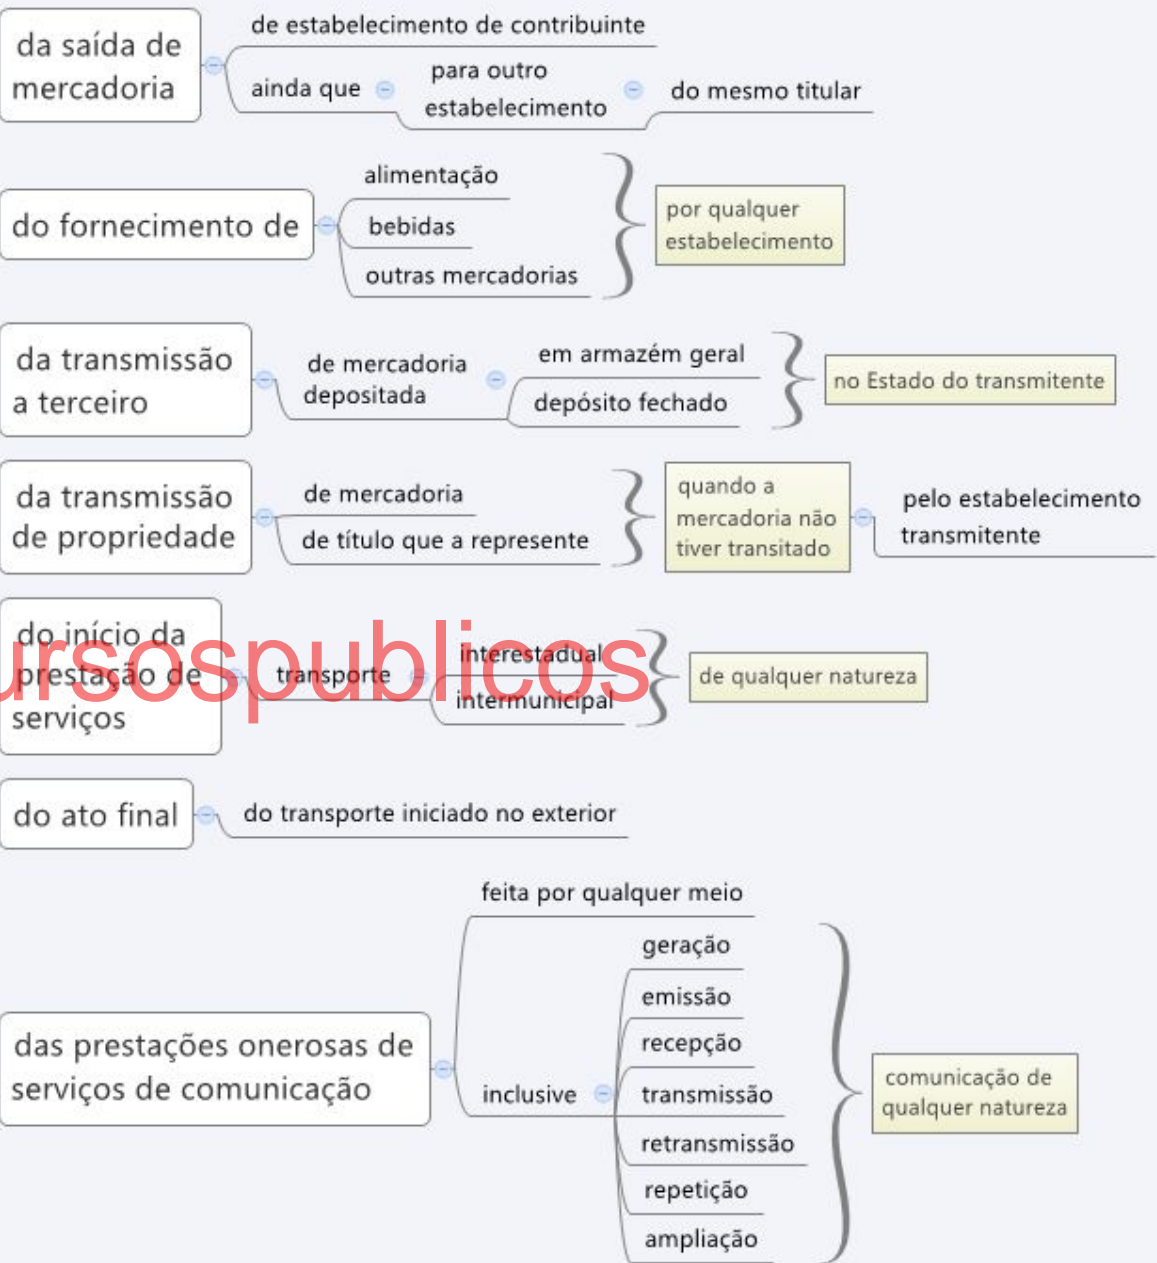 da saída de
mercadoria
de estabelecimento de contribuinte
ainda que
para outro
estabelecimento
do mesmo titular
do fornecimento de
alimentação
bebidas
outras mercadorias
por qualquer
estabelecimento
da transmissão
a terceiro
de mercadoria
depositada
em armazém geral
depósito fechado
no Estado do transmitente
da transmissão
de propriedade
de mercadoria
de título que a represente
quando a
mercadoria não
tiver transitado
pelo estabelecimento
transmitente
do início da
prestação de
serviços
transporte
interestadual
intermunicipal
de qualquer natureza
ursospublicos
do ato final
do transporte iniciado no exterior
das prestações onerosas de
serviços de comunicação
feita por qualquer meio
inclusive
geração
emissão
recepção
transmissão
retransmissão
repetição
ampliação
comunicação de
qualquer natureza